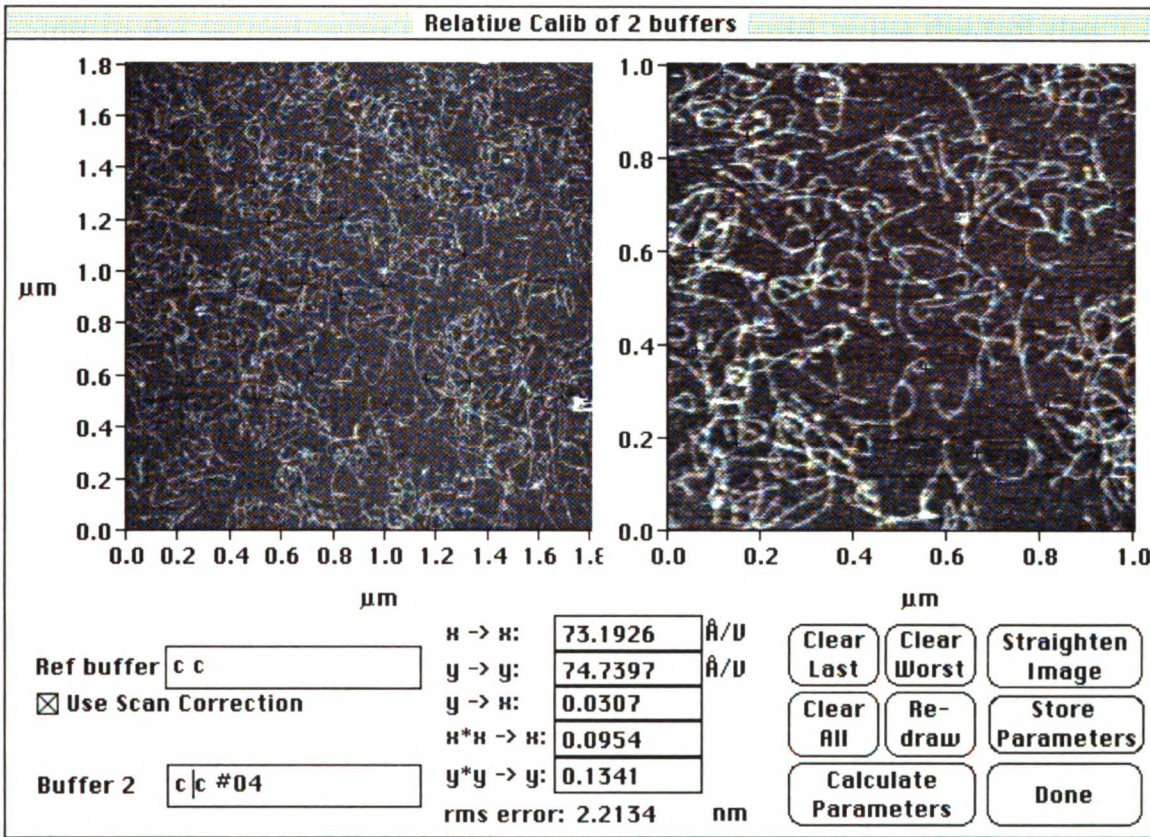 Relative Calib of 2 buffers
1.8
1.6
1.4
1.2
1.0
0.8
0.6
0.4
0.2
0.0
µm
0.0 0.2 0.4 0.6 0.8 1.0 1.2 1.4 1.6 1.8
µm
1.0
0.8
0.6
0.4
0.2
0.0
0.0 0.2 0.4 0.6 0.8 1.0
µm
Ref buffer c c
Use Scan Correction
Buffer 2 c c #04
x -> x: 73.1926 Å/V
y -> y: 74.7397 Å/V
y -> x: 0.0307
x*x -> x: 0.0954
y*y -> y: 0.1341
rms error: 2.2134 nm
Clear Last
Clear Worst
Straighten Image
Clear All
Re-draw
Store Parameters
Calculate Parameters
Done